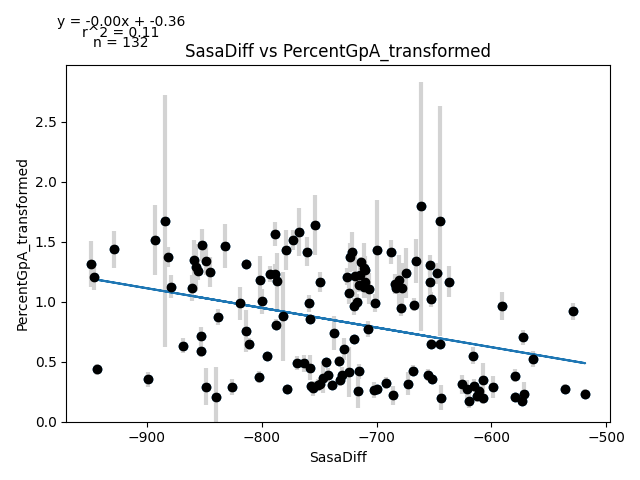 y = -0.00x + -0.36
r^2 = 0.11
n = 132
SasaDiff vs PercentGpA_transformed
PercentGpA_transformed
2.5
2.0
1.5
1.0
0.5
0.0
−900
−800
−700
−600
−500
SasaDiff